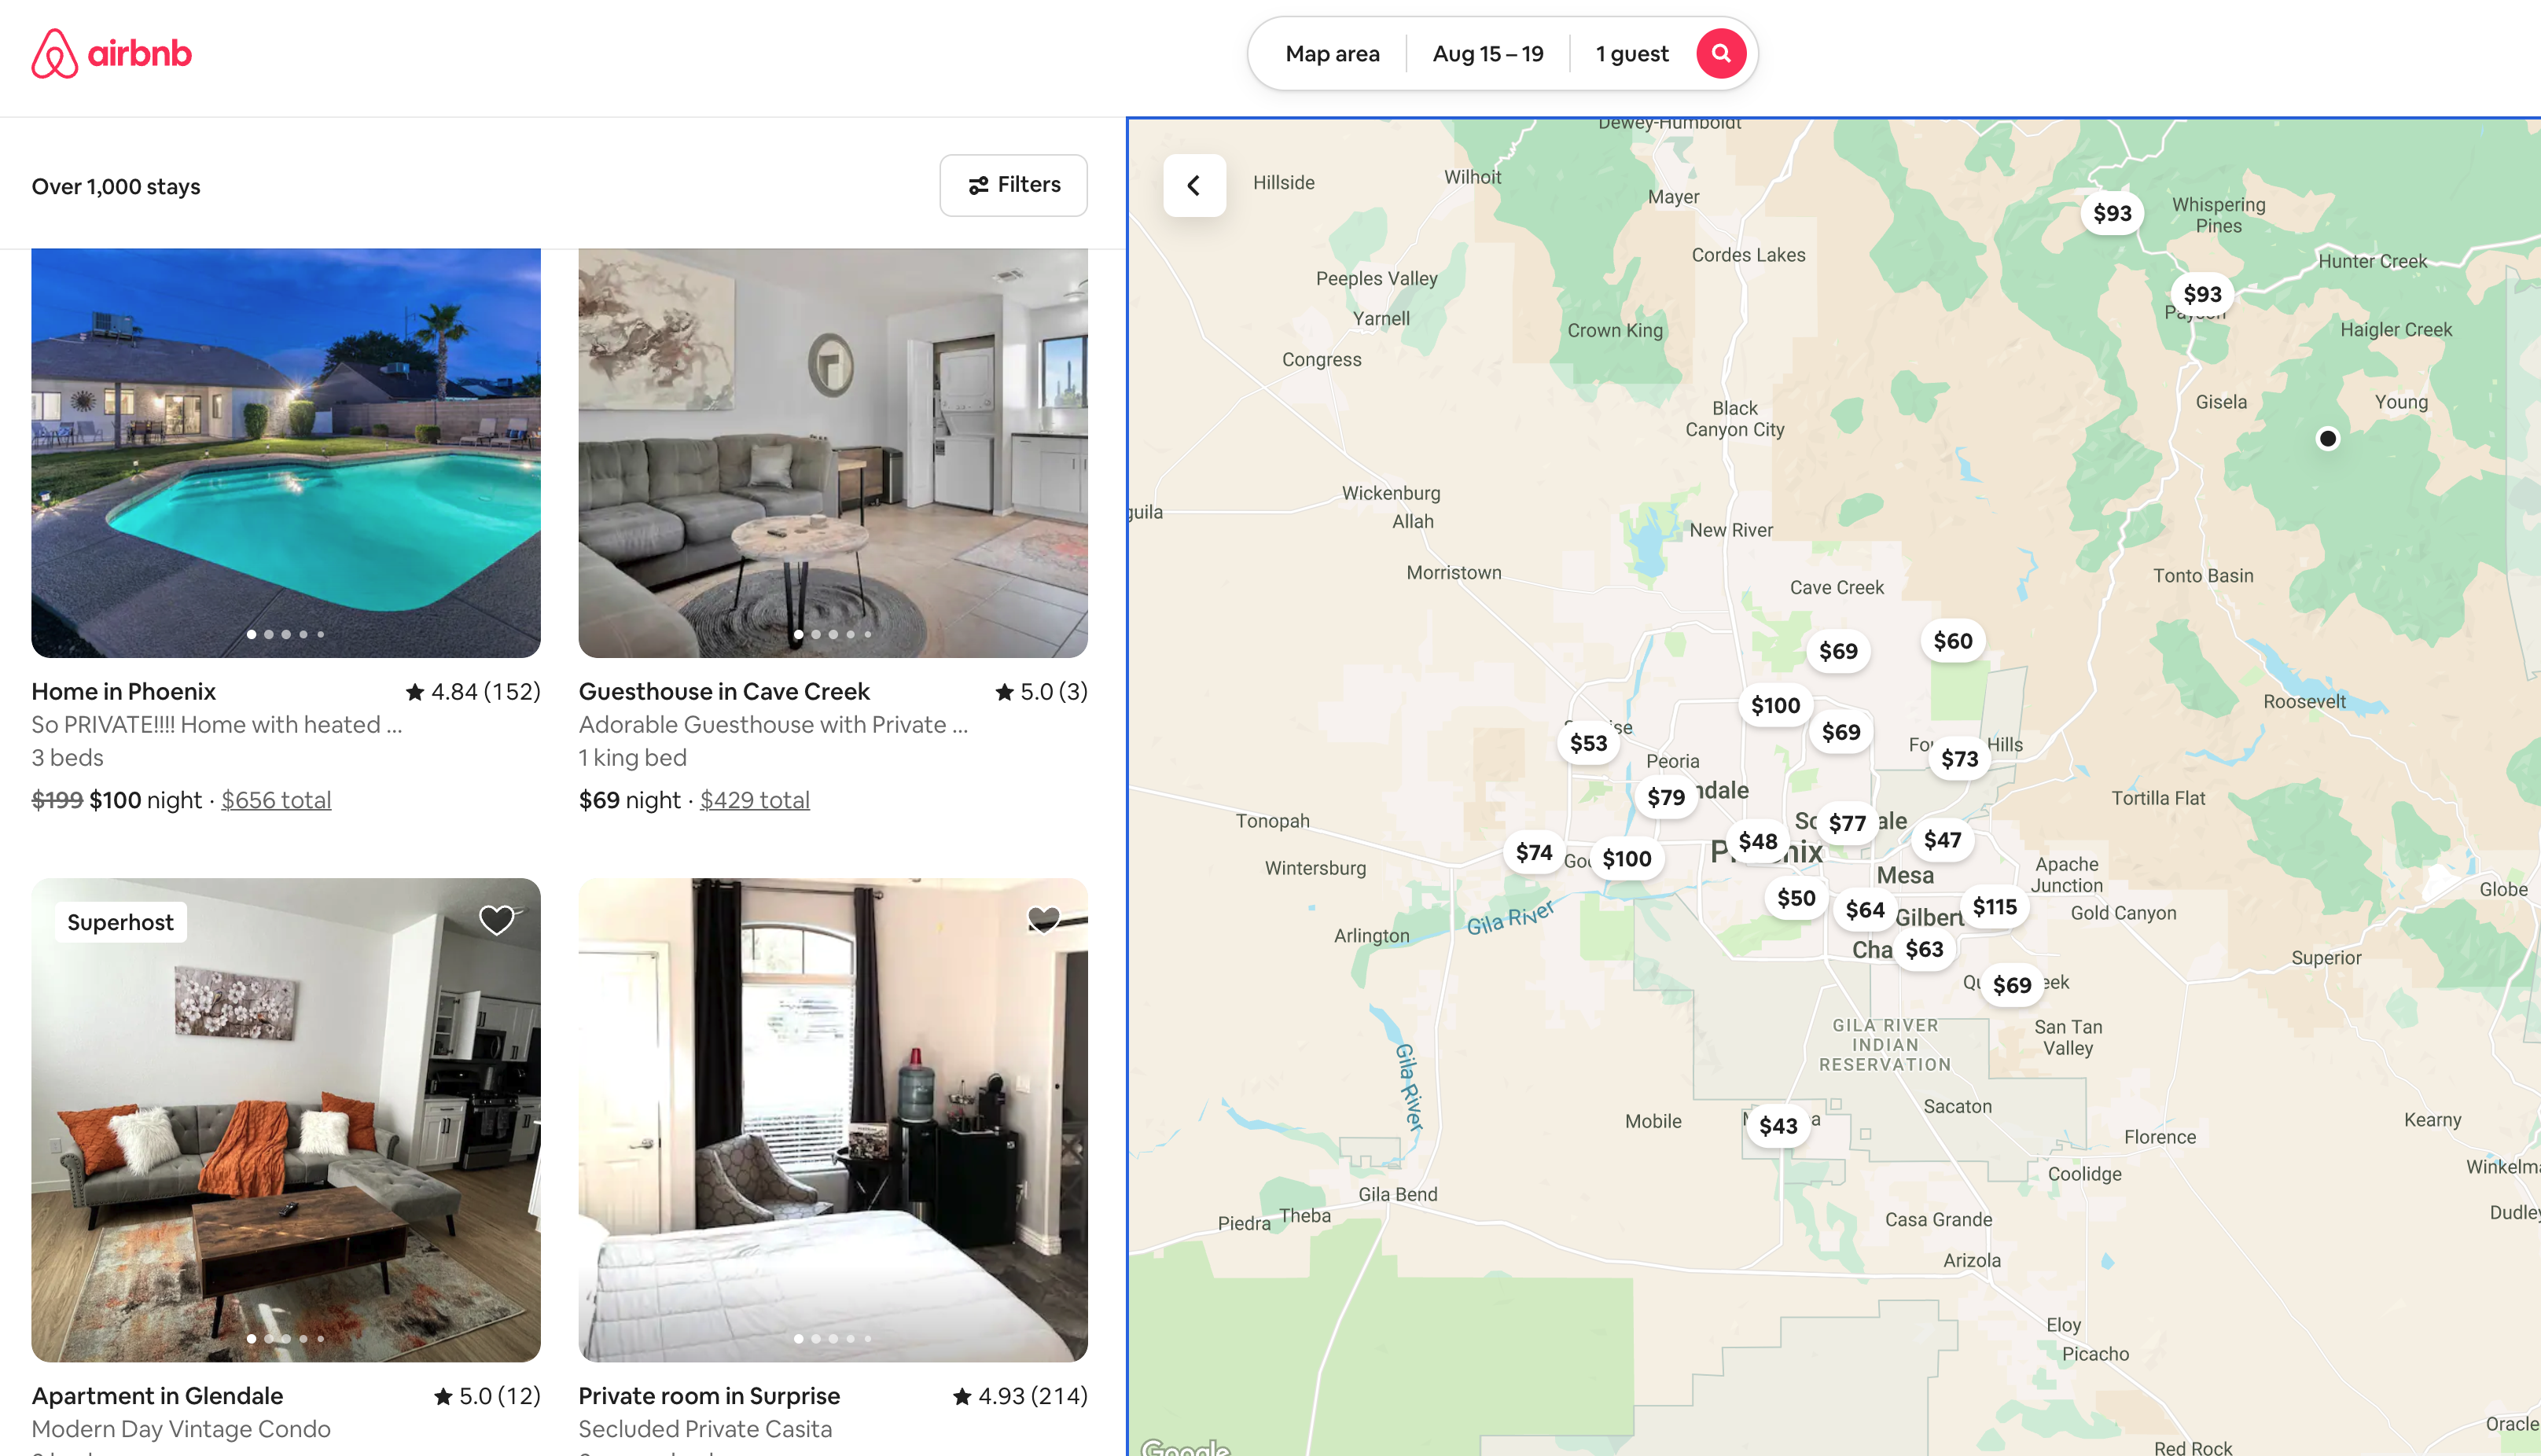 airbnb
Map area
Aug 15 – 19
1 guest
Over 1,000 stays
Filters
Home in Phoenix
4.84 (152)
So PRIVATE!!!! Home with heated ...
3 beds
$199 $100 night · $656 total
Guesthouse in Cave Creek
5.0 (3)
Adorable Guesthouse with Private ...
1 king bed
$69 night · $429 total
Superhost
Apartment in Glendale
5.0 (12)
Modern Day Vintage Condo
Private room in Surprise
4.93 (214)
Secluded Private Casita
Dewey-Humboldt
Hillside
Wilhoit
Mayer
$93
Whispering
Pines
Cordes Lakes
Hunter Creek
Peeples Valley
$93
Yarnell
Crown King
Haigler Creek
Congress
Black
Canyon City
Gisela
Young
Wickenburg
guila
Allah
New River
Morristown
Tonto Basin
Cave Creek
$69
$60
Roosevelt
$100
$53
$69
Hills
$73
Peoria
$79
ndale
Tortilla Flat
Tonopah
$77
$48
$47
$74
$100
Wintersburg
Mesa
Apache
Junction
Globe
$50
$64
Gilbert
$115
Gold Canyon
Gila River
Arlington
Cha
$63
Superior
$69
eek
GILA RIVER
INDIAN
RESERVATION
San Tan
Valley
Gila River
Sacaton
Mobile
$43
Kearny
Florence
Coolidge
Winkelma
Gila Bend
Piedra
Theba
Dudley
Casa Grande
Arizola
Eloy
Picacho
Oracle
Red Rock
Google